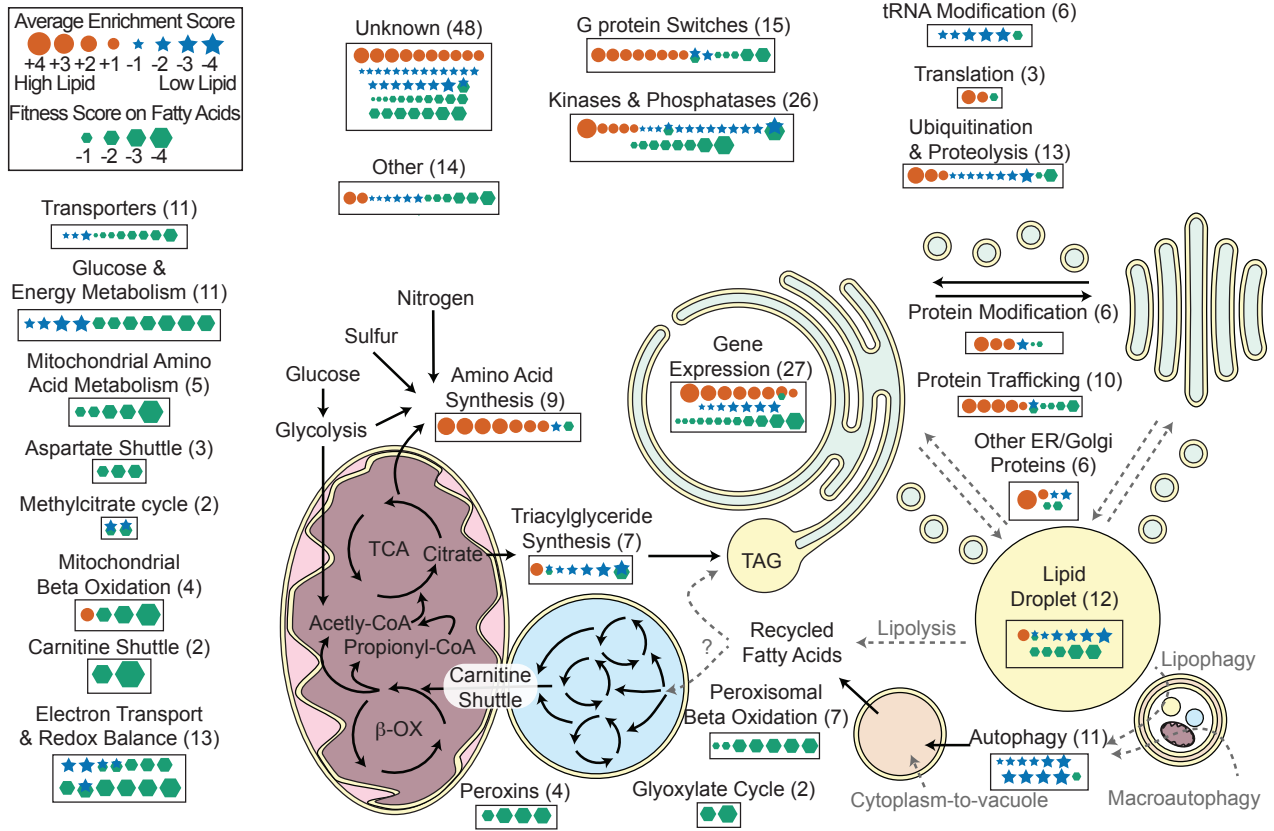 Average Enrichment Score
+4 +3 +2 +1 -1 -2 -3 -4
High Lipid Low Lipid
Fitness Score on Fatty Acids
-1 -2 -3 -4
Unknown (48)
Other (14)
G protein Switches (15)
Kinases & Phosphatases (26)
tRNA Modification (6)
Translation (3)
Ubiquitination
& Proteolysis (13)
Transporters (11)
Glucose &
Energy Metabolism (11)
Mitochondrial Amino
Acid Metabolism (5)
Aspartate Shuttle (3)
Methylcitrate cycle (2)
Mitochondrial
Beta Oxidation (4)
Carnitine Shuttle (2)
Electron Transport
& Redox Balance (13)
Nitrogen
Sulfur
Glucose
Glycolysis
Amino Acid
Synthesis (9)
Gene
Expression (27)
Protein Modification (6)
Protein Trafficking (10)
Other ER/Golgi
Proteins (6)
TCA
Citrate
Triacylglyceride
Synthesis (7)
TAG
Acetly-CoA
Propionyl-CoA
Carnitine
Shuttle
β-OX
?
Recycled
Fatty Acids
Lipolysis
Lipid
Droplet (12)
Lipophagy
Peroxisomal
Beta Oxidation (7)
Autophagy (11)
Peroxins (4)
Glyoxylate Cycle (2)
Cytoplasm-to-vacuole
Macroautophagy